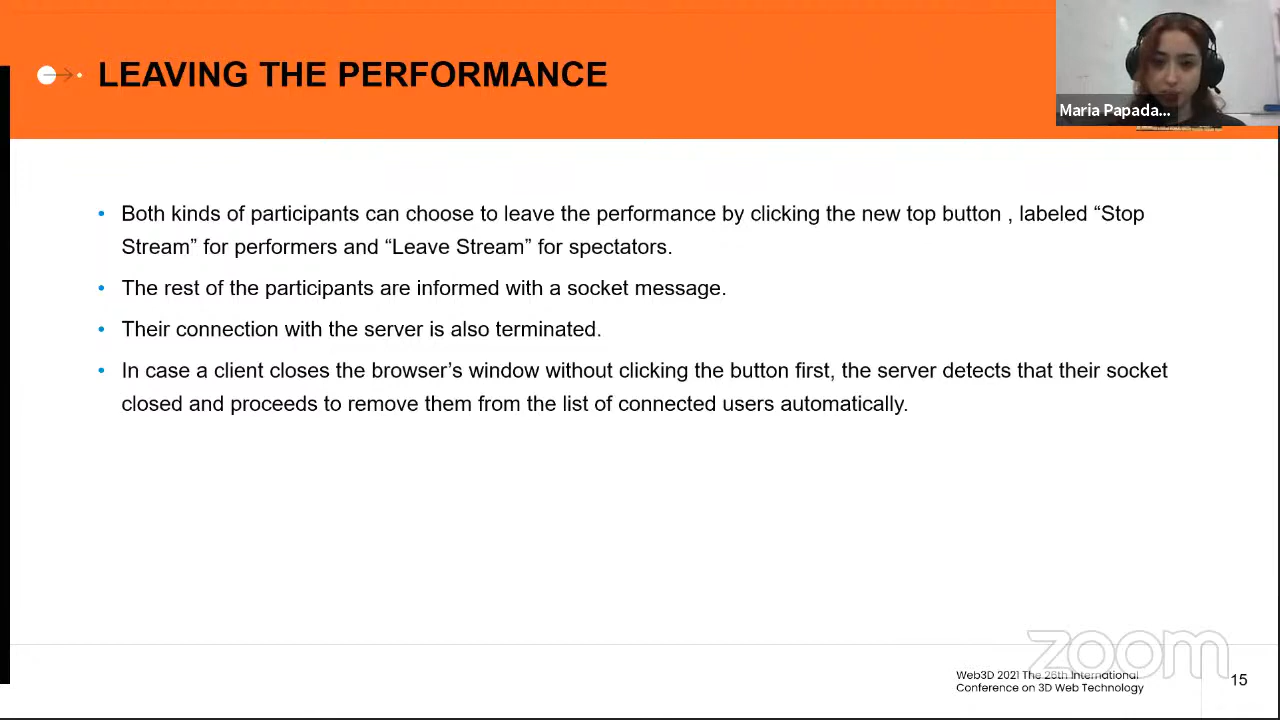 LEAVING THE PERFORMANCE
Maria Papada...
• Both kinds of participants can choose to leave the performance by clicking the new top button , labeled “Stop
Stream” for performers and “Leave Stream” for spectators.
• The rest of the participants are informed with a socket message.
• Their connection with the server is also terminated.
• In case a client closes the browser’s window without clicking the button first, the server detects that their socket
closed and proceeds to remove them from the list of connected users automatically.
zoom
Web3D 2021 The 26th International
Conference on 3D Web Technology
15